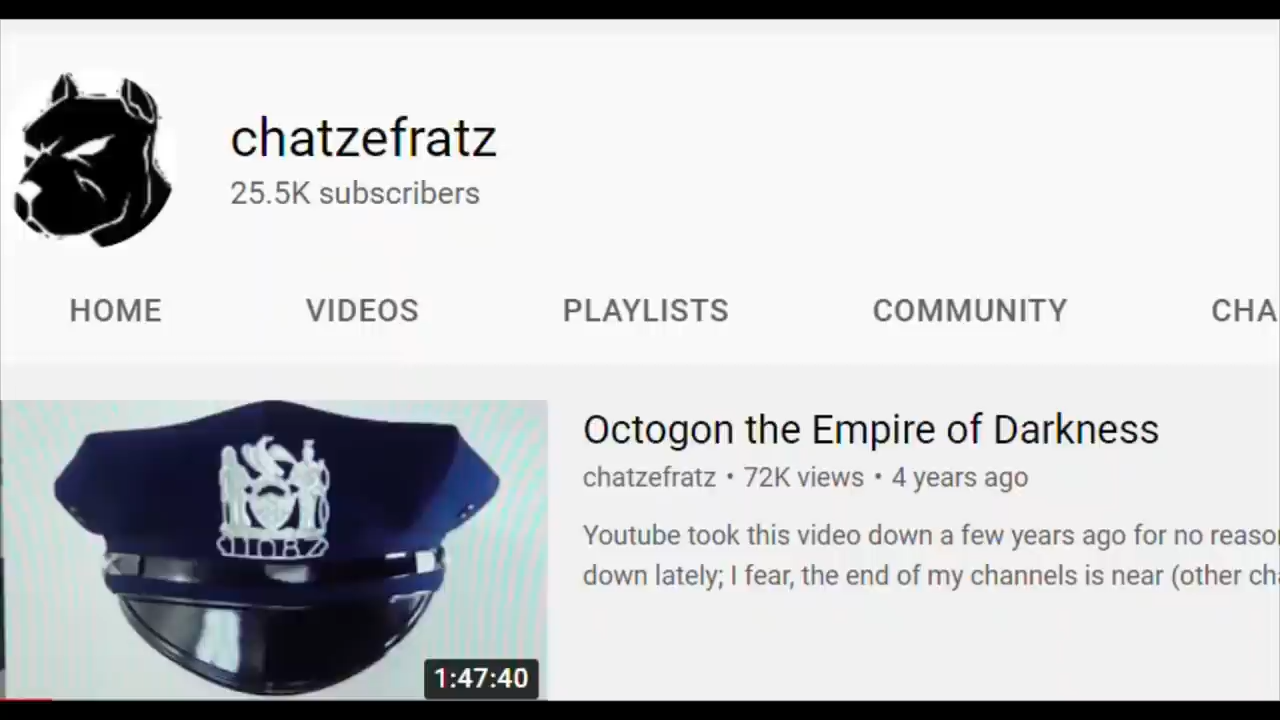 chatzefratz
25.5K subscribers
HOME VIDEOS PLAYLISTS COMMUNITY CHA
Octogon the Empire of Darkness
chatzefratz • 72K views • 4 years ago
Youtube took this video down a few years ago for no reaso
down lately; I fear, the end of my channels is near (other ch
1:47:40